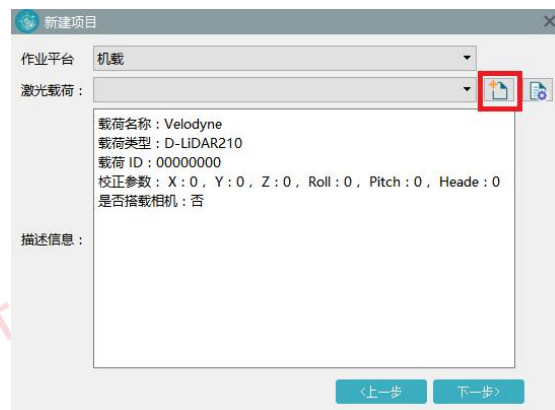 新建项目
作业平台 机载
激光载荷：
载荷名称：Velodyne
载荷类型：D-LiDAR210
载荷 ID：00000000
校正参数： X：0， Y：0， Z：0， Roll：0， Pitch：0， Heade：0
是否搭载相机：否
描述信息：
〈上一步 下一步〉